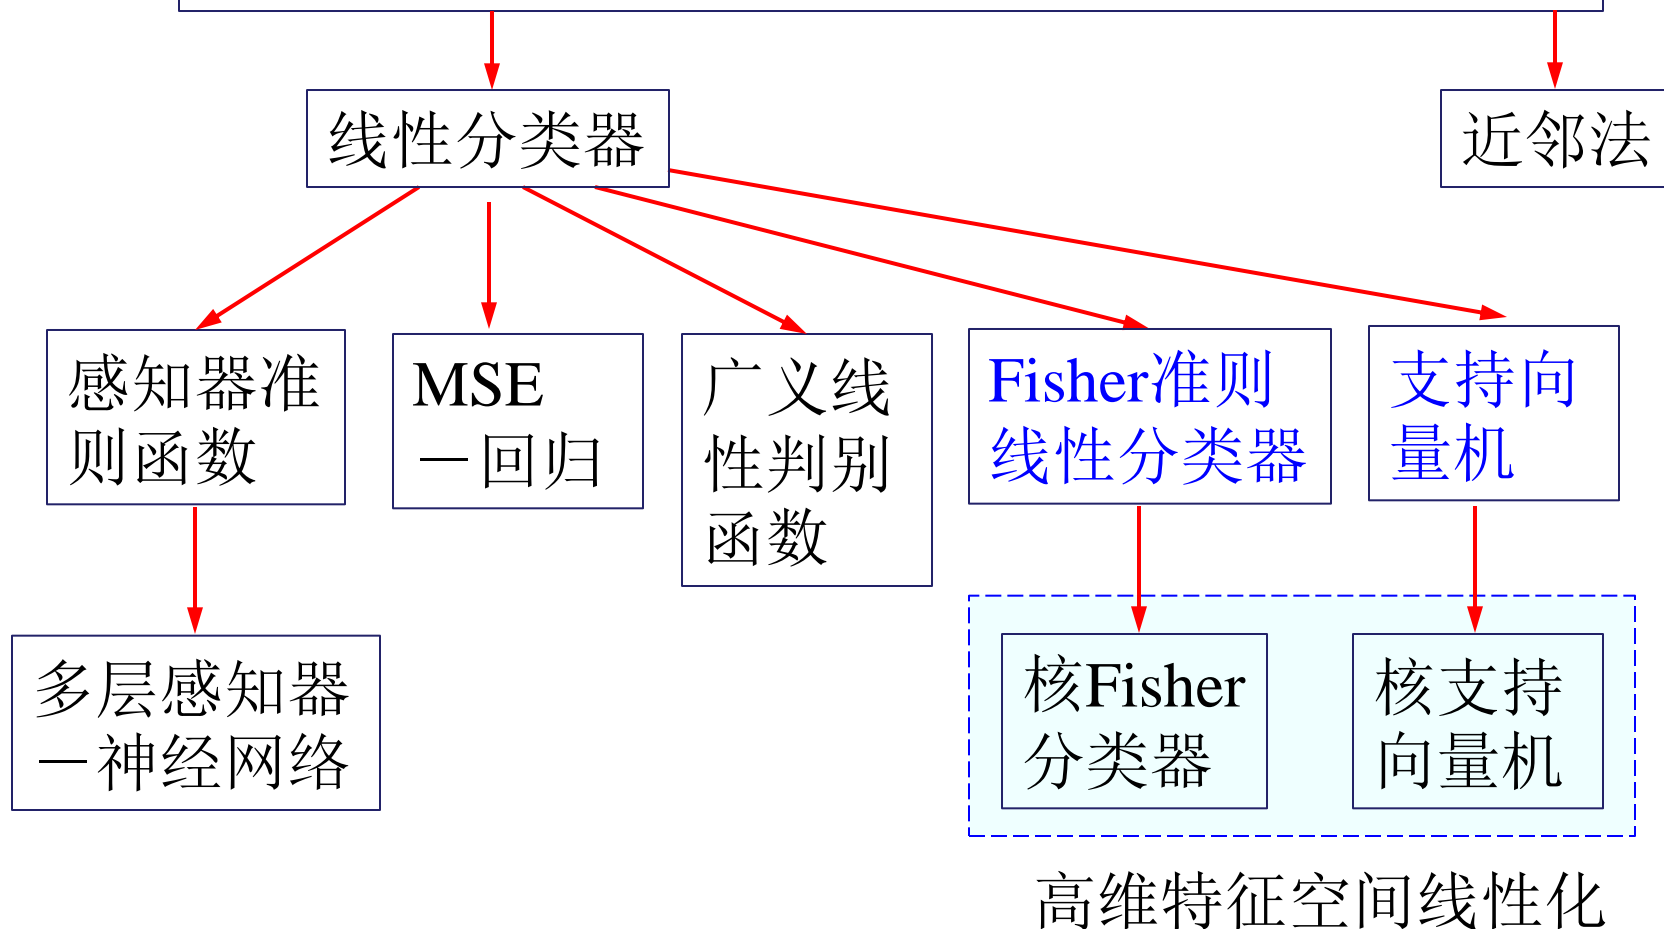 线性分类器
近邻法
感知器准
则函数
MSE
－回归
广义线
性判别
函数
Fisher准则
线性分类器
支持向
量机
多层感知器
－神经网络
核Fisher
分类器
核支持
向量机
高维特征空间线性化